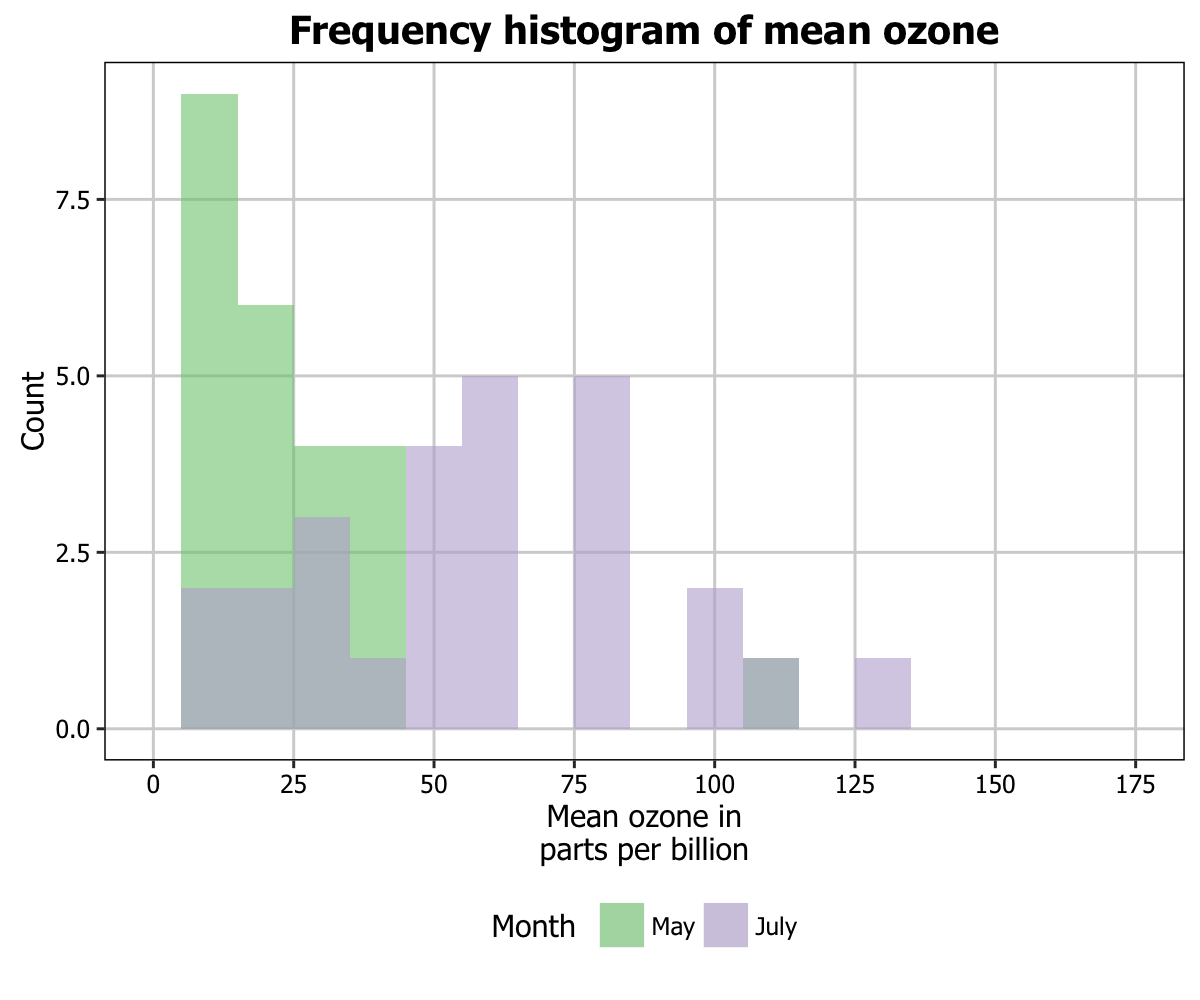 Frequency histogram of mean ozone
Count
7.5
5.0
2.5
0.0
0 25 50 75 100 125 150 175
Mean ozone in
parts per billion
Month May July